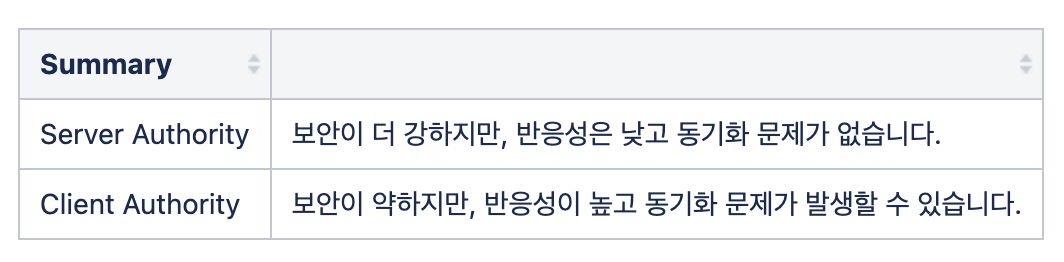 Summary
Server Authority 보안이 더 강하지만, 반응성은 낮고 동기화 문제가 없습니다.
Client Authority 보안이 약하지만, 반응성이 높고 동기화 문제가 발생할 수 있습니다.